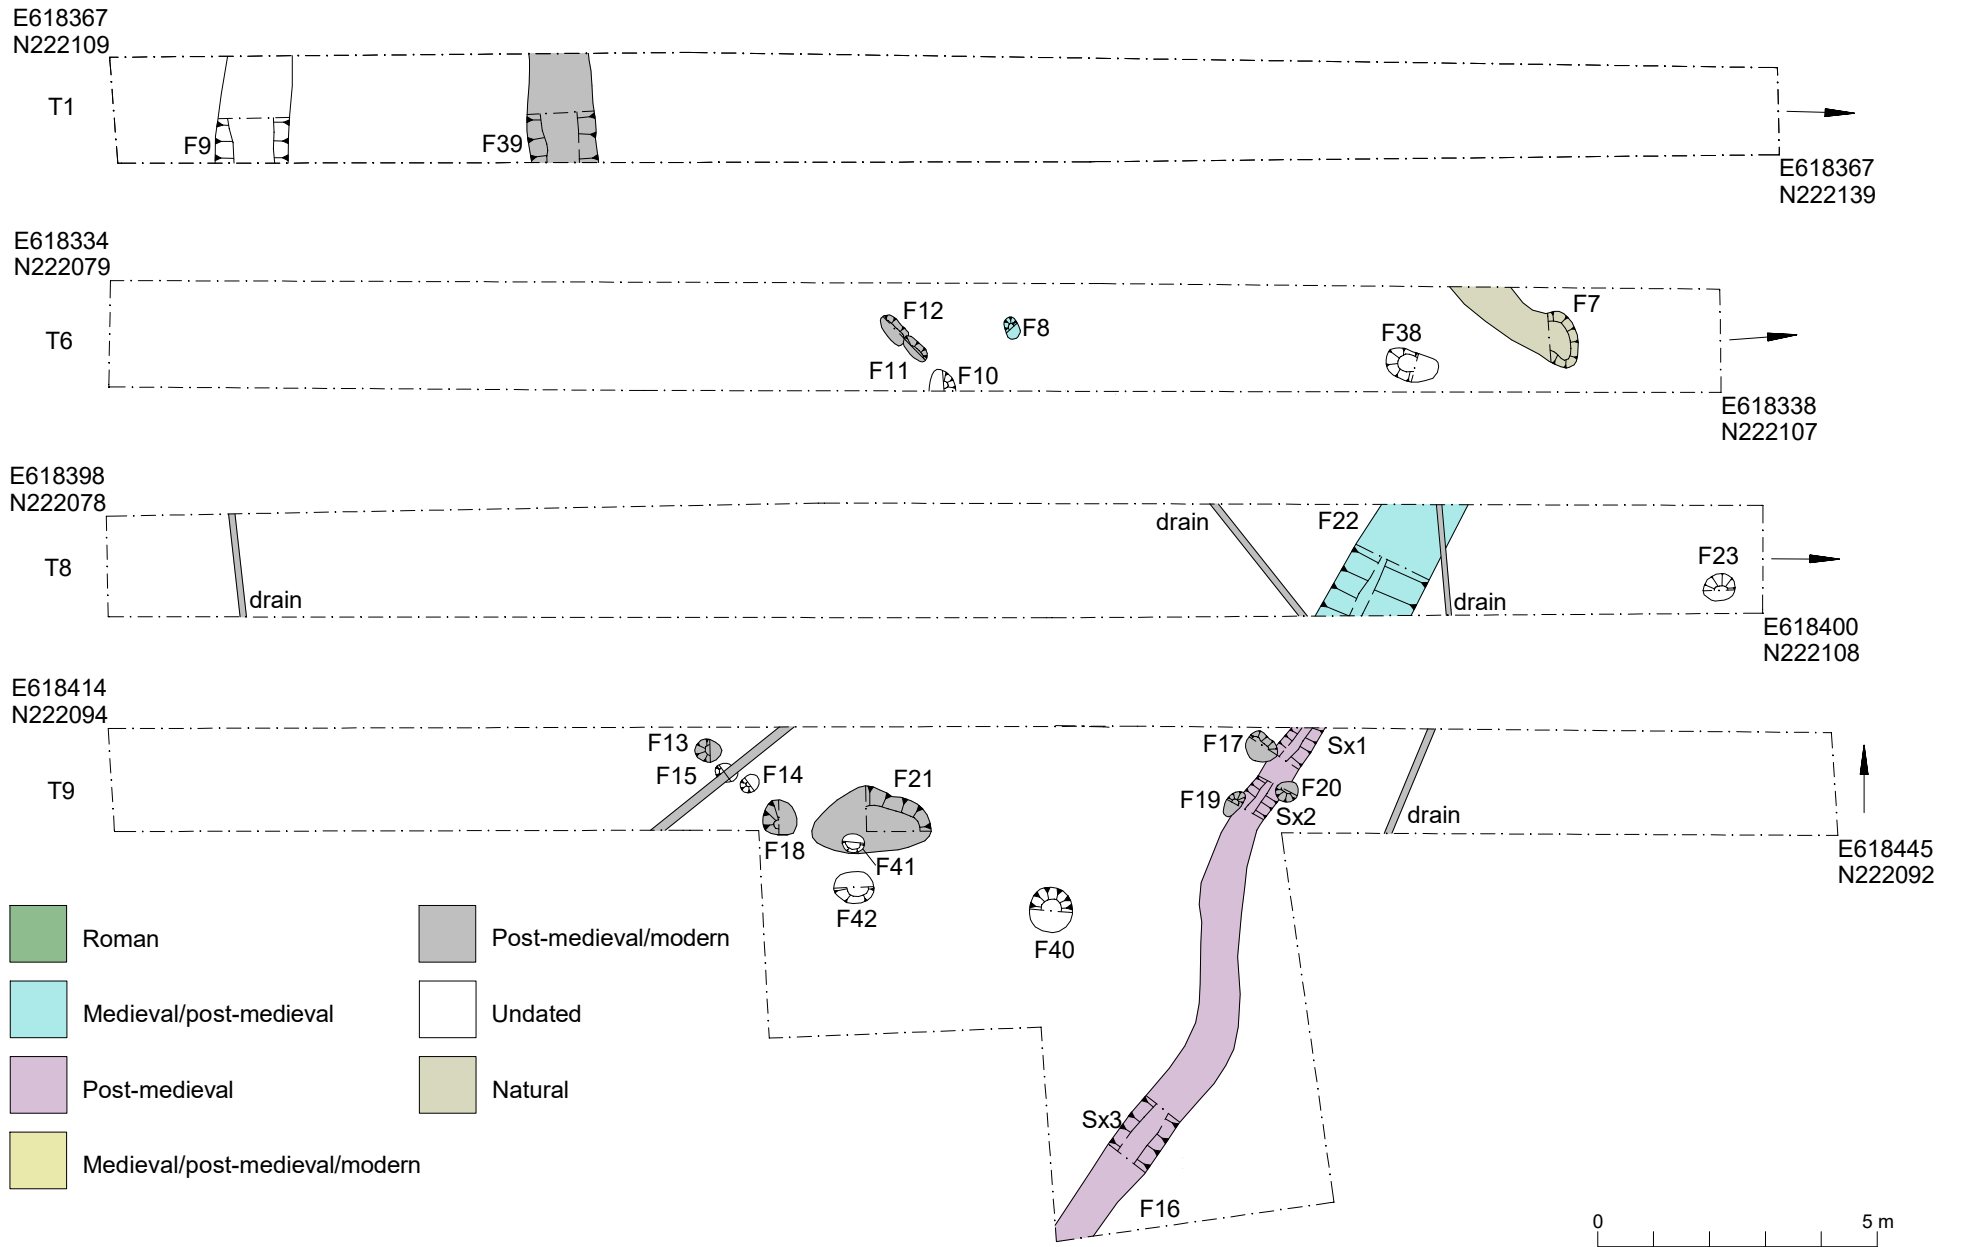 E618367
N222109
T1
F9
F39
E618367
N222139
E618334
N222079
T6
F12
F11
F10
F8
F38
F7
E618338
N222107
E618398
N222078
T8
drain
drain
F22
drain
F23
E618400
N222108
E618414
N222094
T9
F13
F15
F14
F18
F21
F41
F42
F40
F17
Sx1
F19
F20
Sx2
drain
Sx3
F16
E618445
N222092
Roman
Medieval/post-medieval
Post-medieval
Medieval/post-medieval/modern
Post-medieval/modern
Undated
Natural
0 5 m